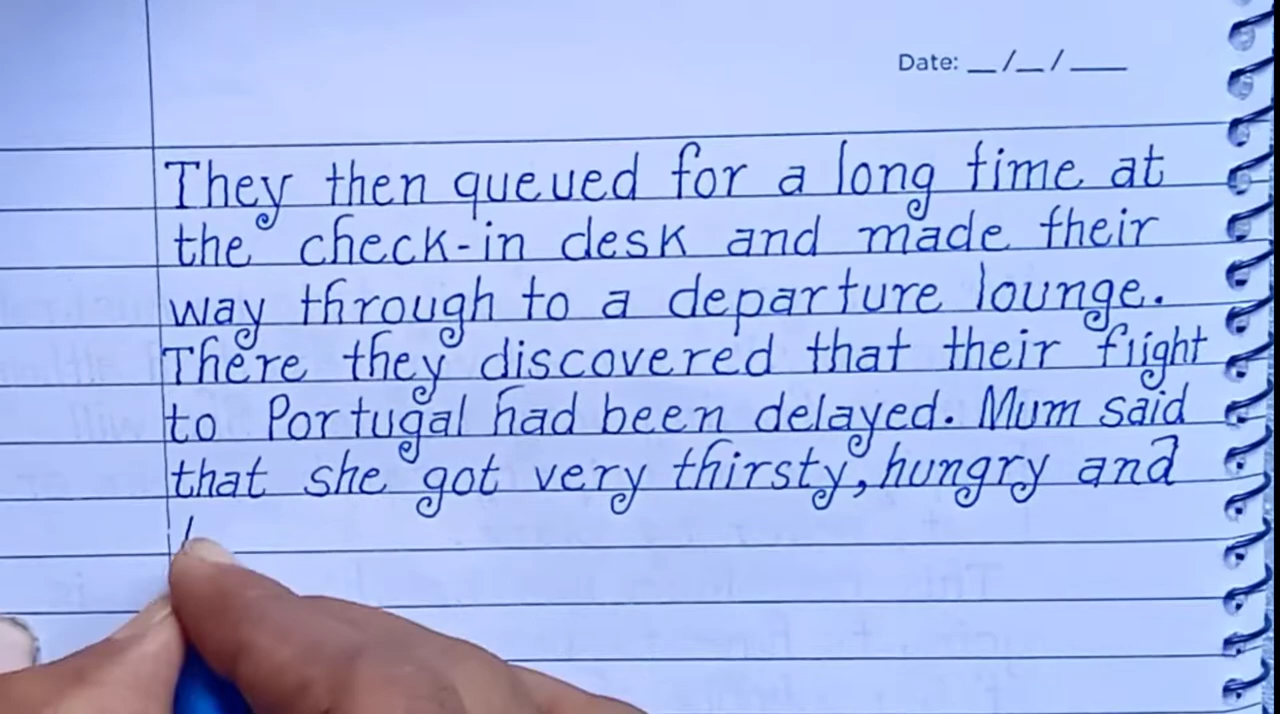 Date: __/__/____
They then queued for a long time at
the check-in desk and made their
way through to a departure lounge.
There they discovered that their flight
to Portugal had been delayed. Mum said
that she got very thirsty, hungry and